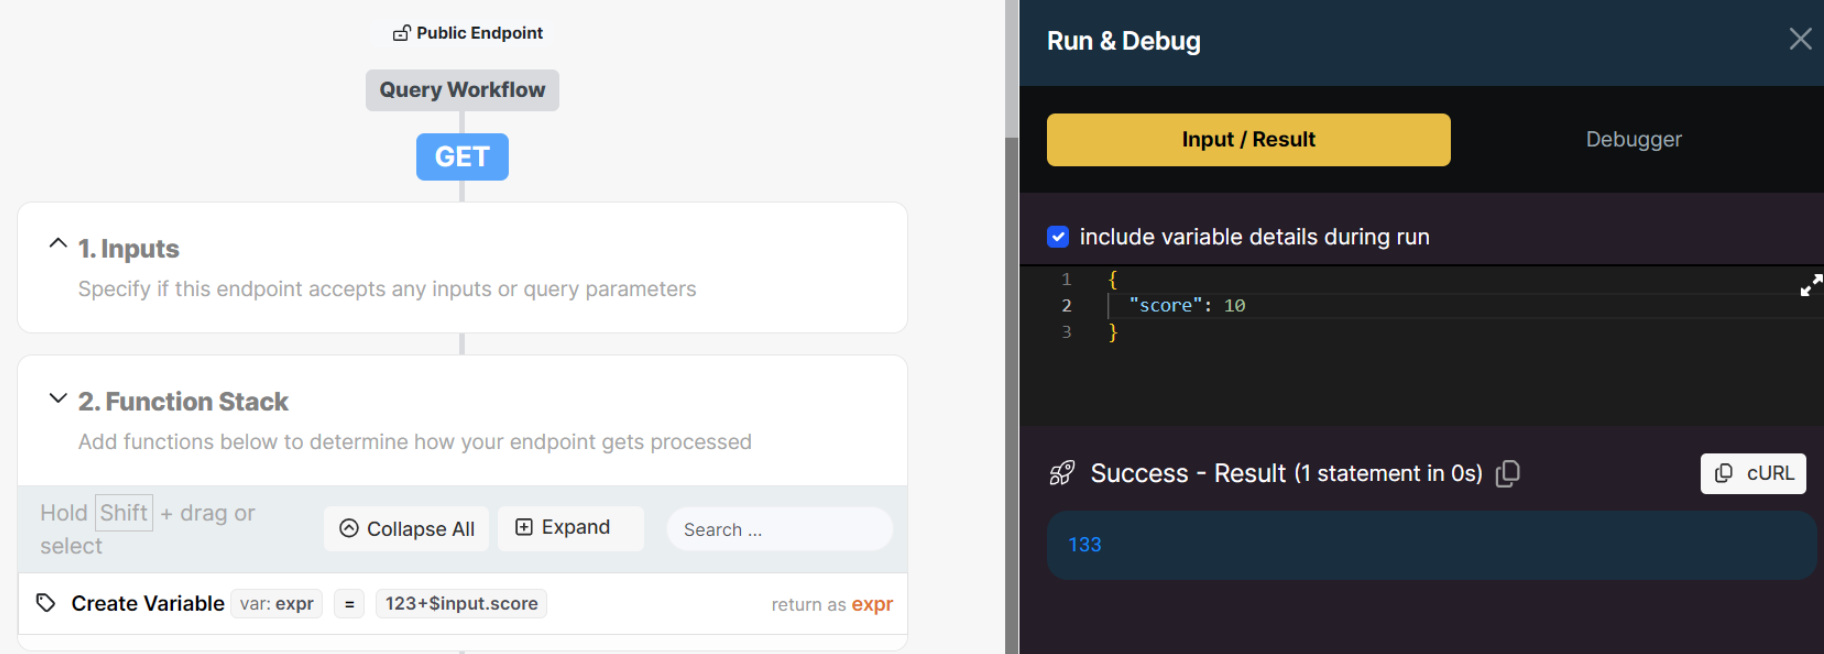 Public Endpoint
Query Workflow
GET
1. Inputs
Specify if this endpoint accepts any inputs or query parameters
2. Function Stack
Add functions below to determine how your endpoint gets processed
Hold Shift + drag or
select
Collapse All
Expand
Search ...
Create Variable var: expr = 123+$input.score return as expr
Run & Debug
Input / Result
Debugger
include variable details during run
1 {
2 "score": 10
3 }
Success - Result (1 statement in 0s)
cURL
133